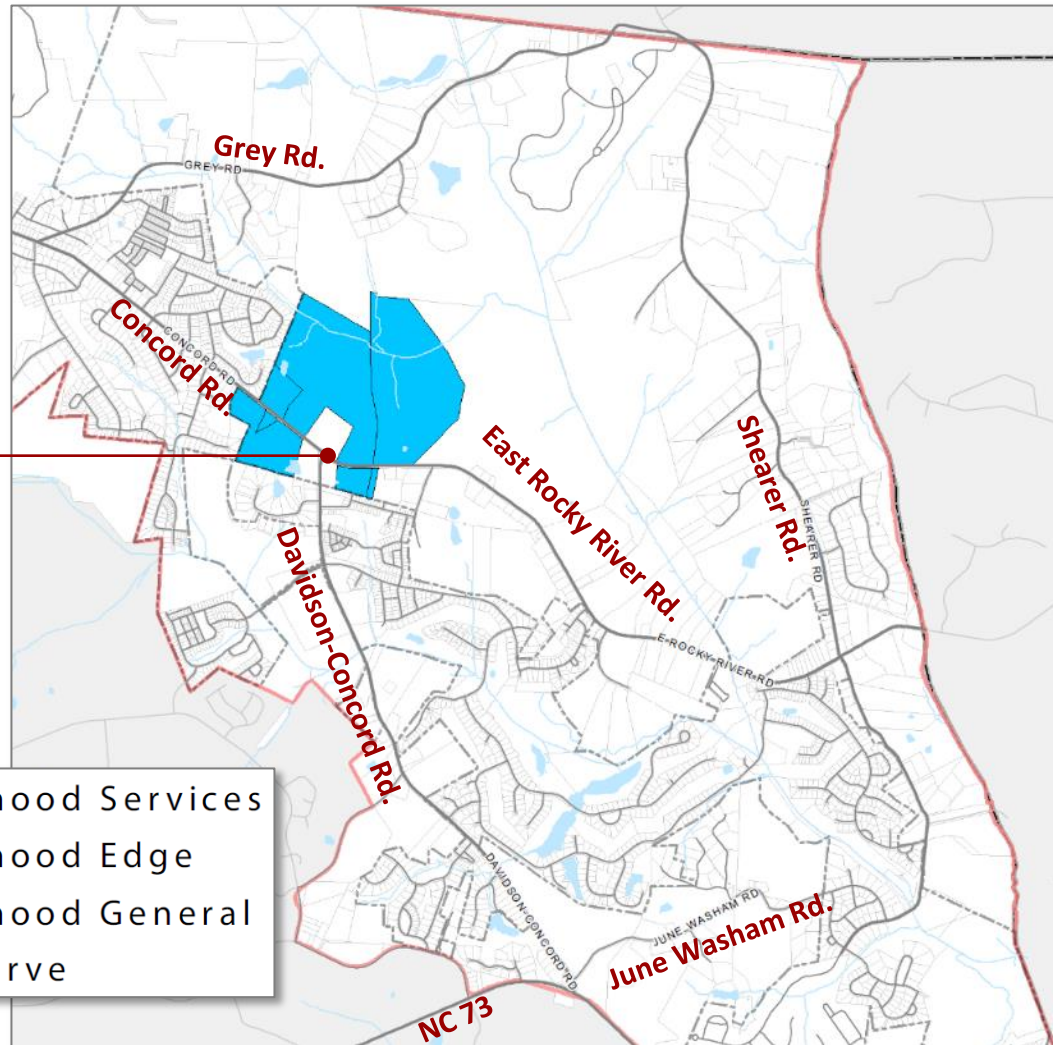 Grey Rd.
GREY RD
Concord Rd.
CONCORD RD
East Rocky River Rd.
Shearer Rd.
SHEARER RD
Davidson-Concord Rd.
E ROCKY RIVER RD
hood Services
hood Edge
hood General
rve
DAVIDSON-CONCORD RD
JUNE WASHAM RD
June Washam Rd.
NC 73